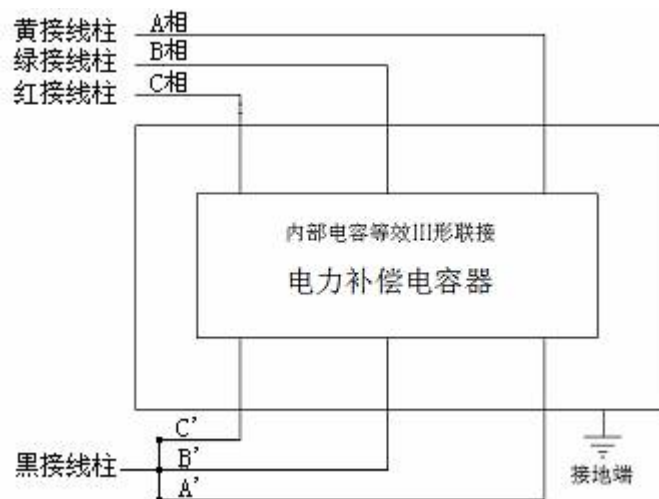 黄接线柱 A相
绿接线柱 B相
红接线柱 C相
内部电容等效III形联接
电力补偿电容器
C'
黑接线柱 B'
A'
接地端